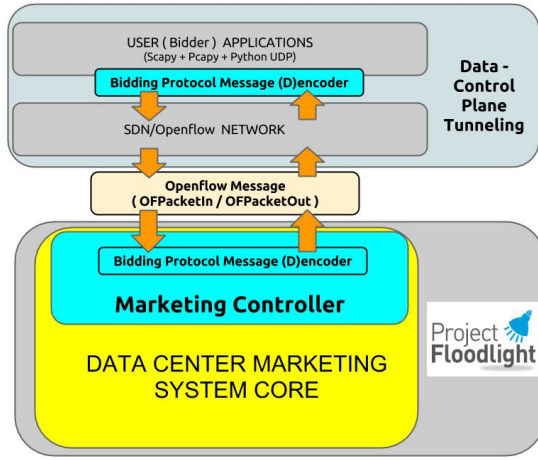 USER ( Bidder ) APPLICATIONS
(Scapy + Pcapy + Python UDP)
Bidding Protocol Message (D)encoder
SDN/Openflow NETWORK
Data -
Control
Plane
Tunneling
Openflow Message
( OFPacketIn / OFPacketOut )
Bidding Protocol Message (D)encoder
Marketing Controller
DATA CENTER MARKETING
SYSTEM CORE
Project
Floodlight